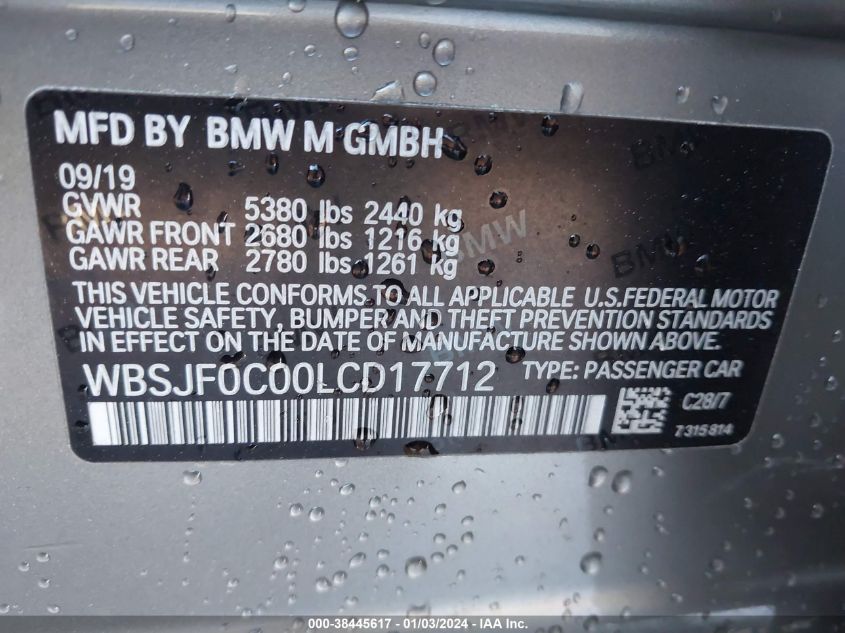 MFD BY BMW M GMBH
09/19
GVWR 5380 lbs 2440 kg
GAWR FRONT 2680 lbs 1216 kg
GAWR REAR 2780 lbs 1261 kg
THIS VEHICLE CONFORMS TO ALL APPLICABLE U.S.FEDERAL MOTOR
VEHICLE SAFETY, BUMPER AND THEFT PREVENTION STANDARDS
IN EFFECT ON THE DATE OF MANUFACTURE SHOWN ABOVE.
WBSJF0C00LCD17712 TYPE: PASSENGER CAR
C28/7
7 315 814
BMW
BMW
BMW
000-38445617 - 01/03/2024 - IAA Inc.